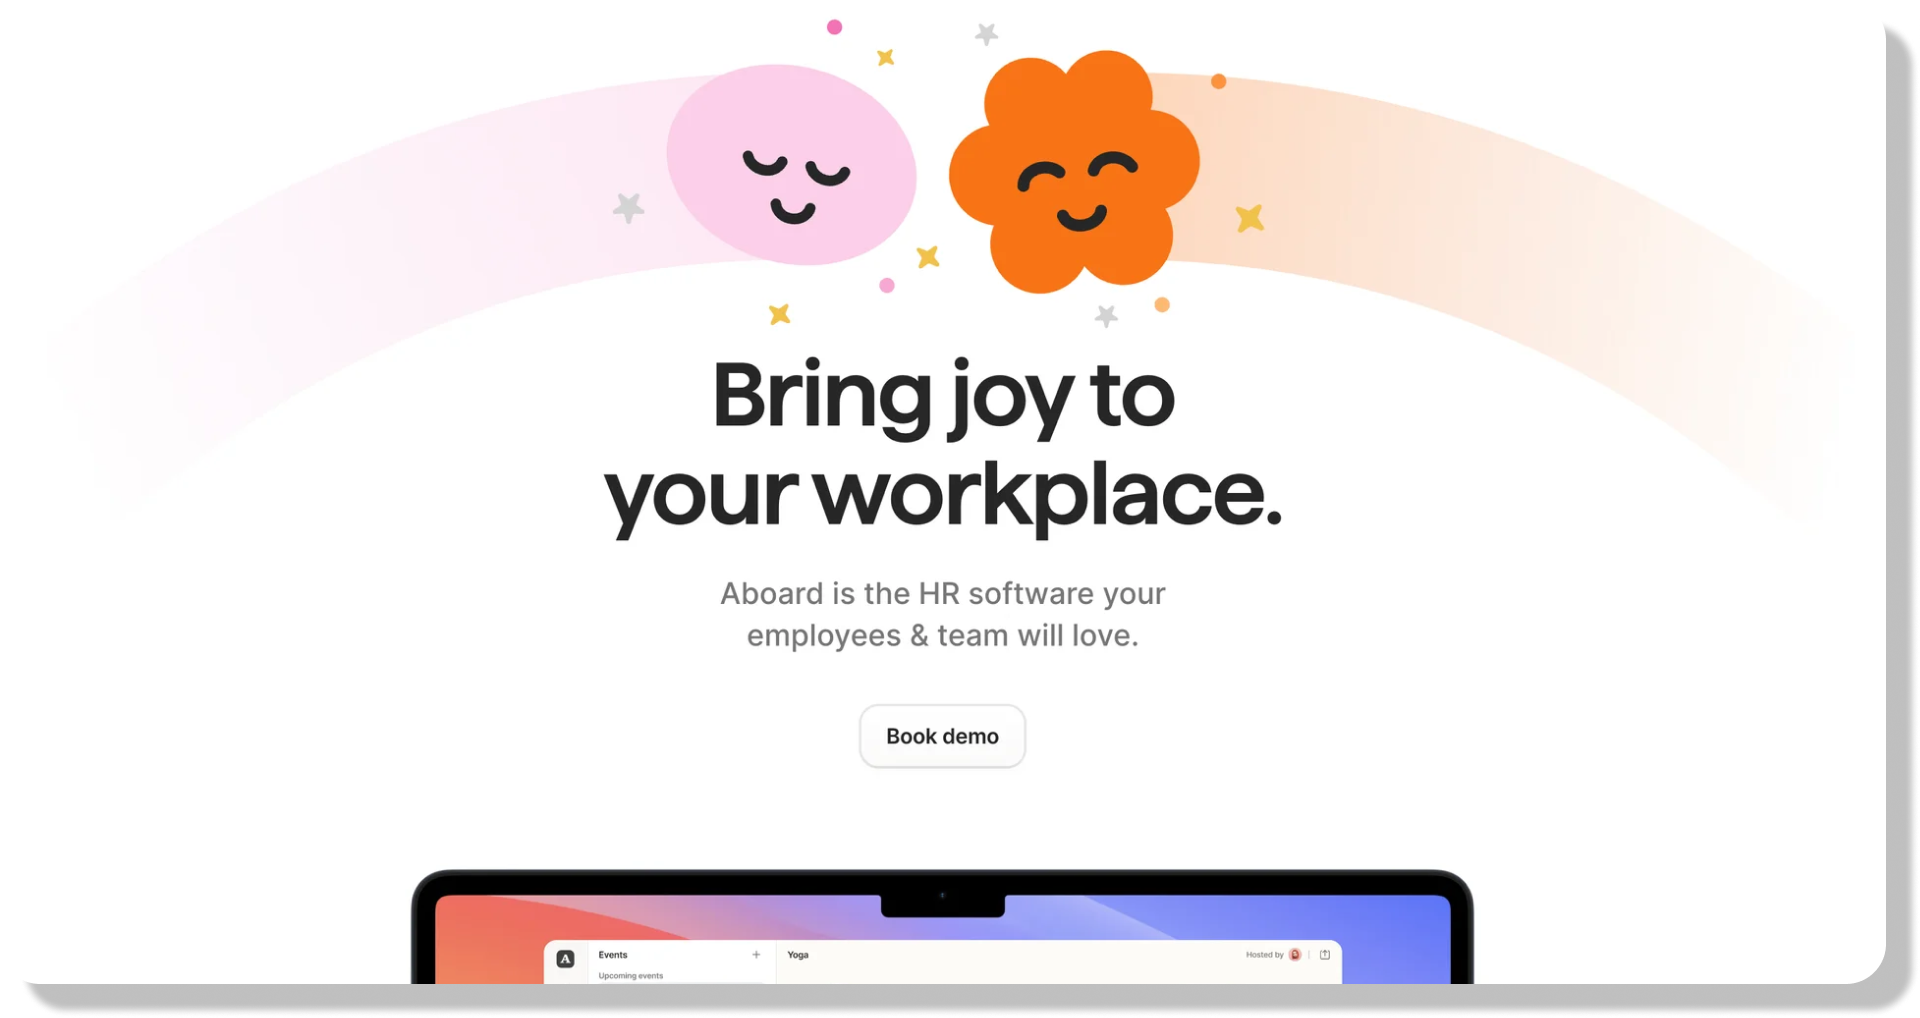 Bring joy to
your workplace.
Aboard is the HR software your
employees & team will love.
Book demo
A
Events
+
Yoga
Hosted by
Upcoming events